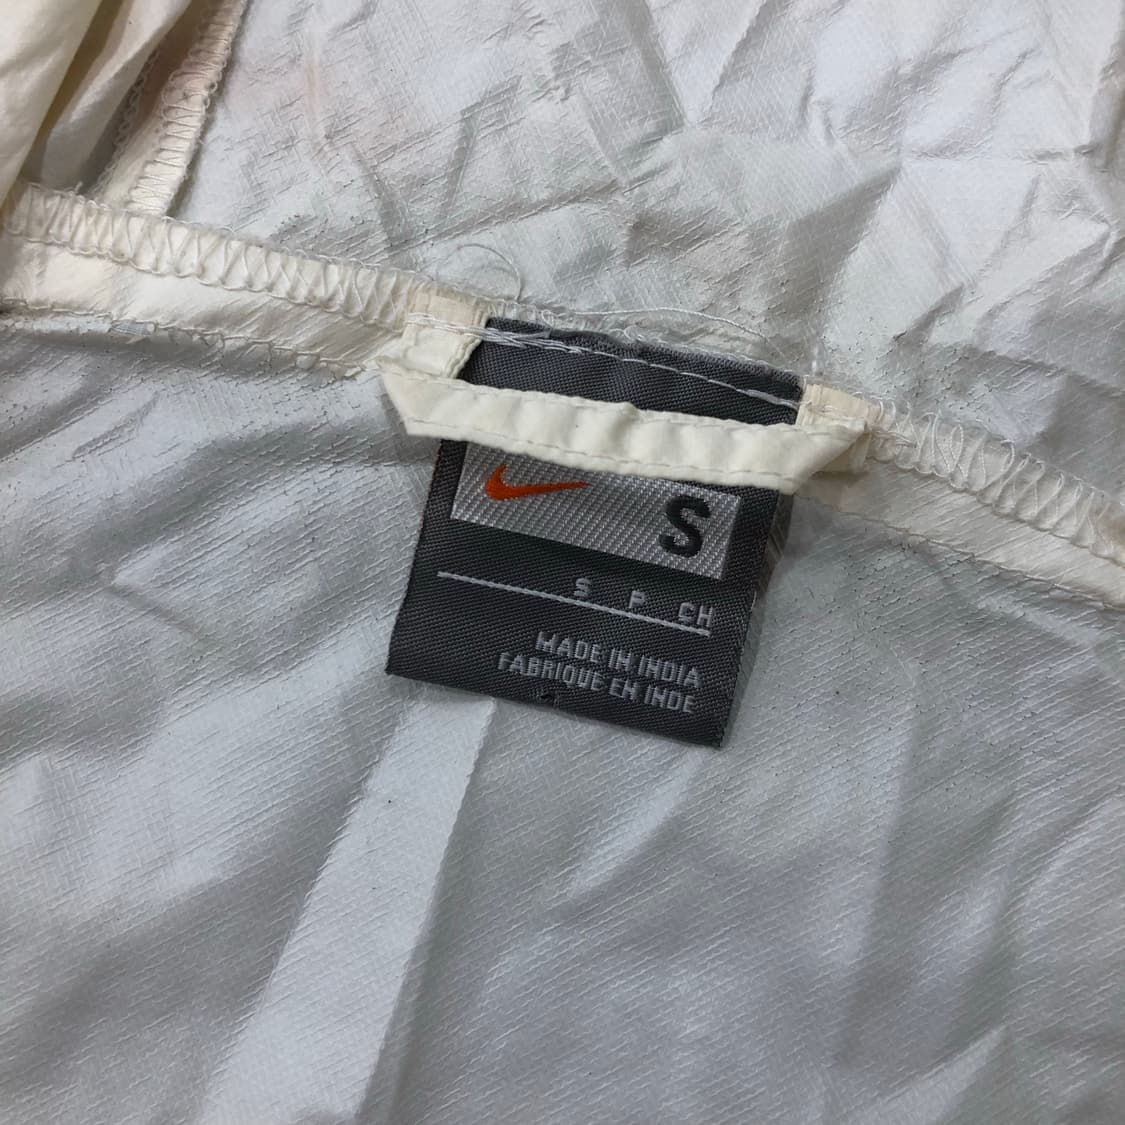 S
S P CH
MADE IN INDIA
FABRIQUE EN INDE